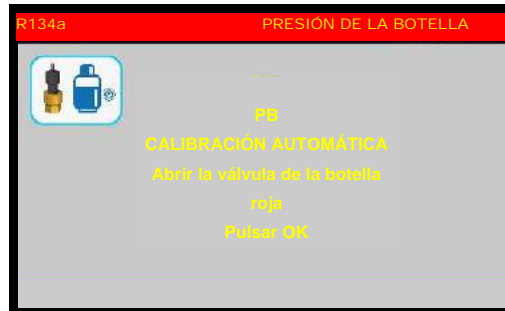 R134a PRESIÓN DE LA BOTELLA
PB
CALIBRACIÓN AUTOMÁTICA
Abrir la válvula de la botella
roja
Pulsar OK